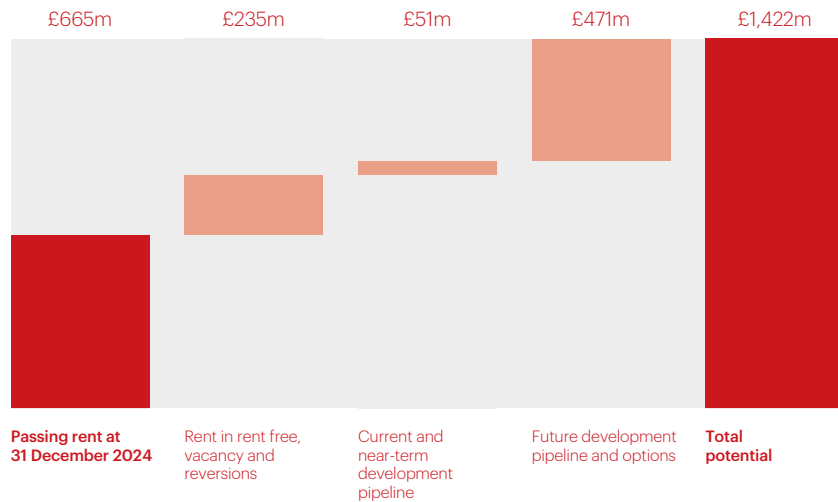 £665m
£235m
£51m
£471m
£1,422m
Passing rent at
31 December 2024
Rent in rent free,
vacancy and
reversions
Current and
near-term
development
pipeline
Future development
pipeline and options
Total
potential